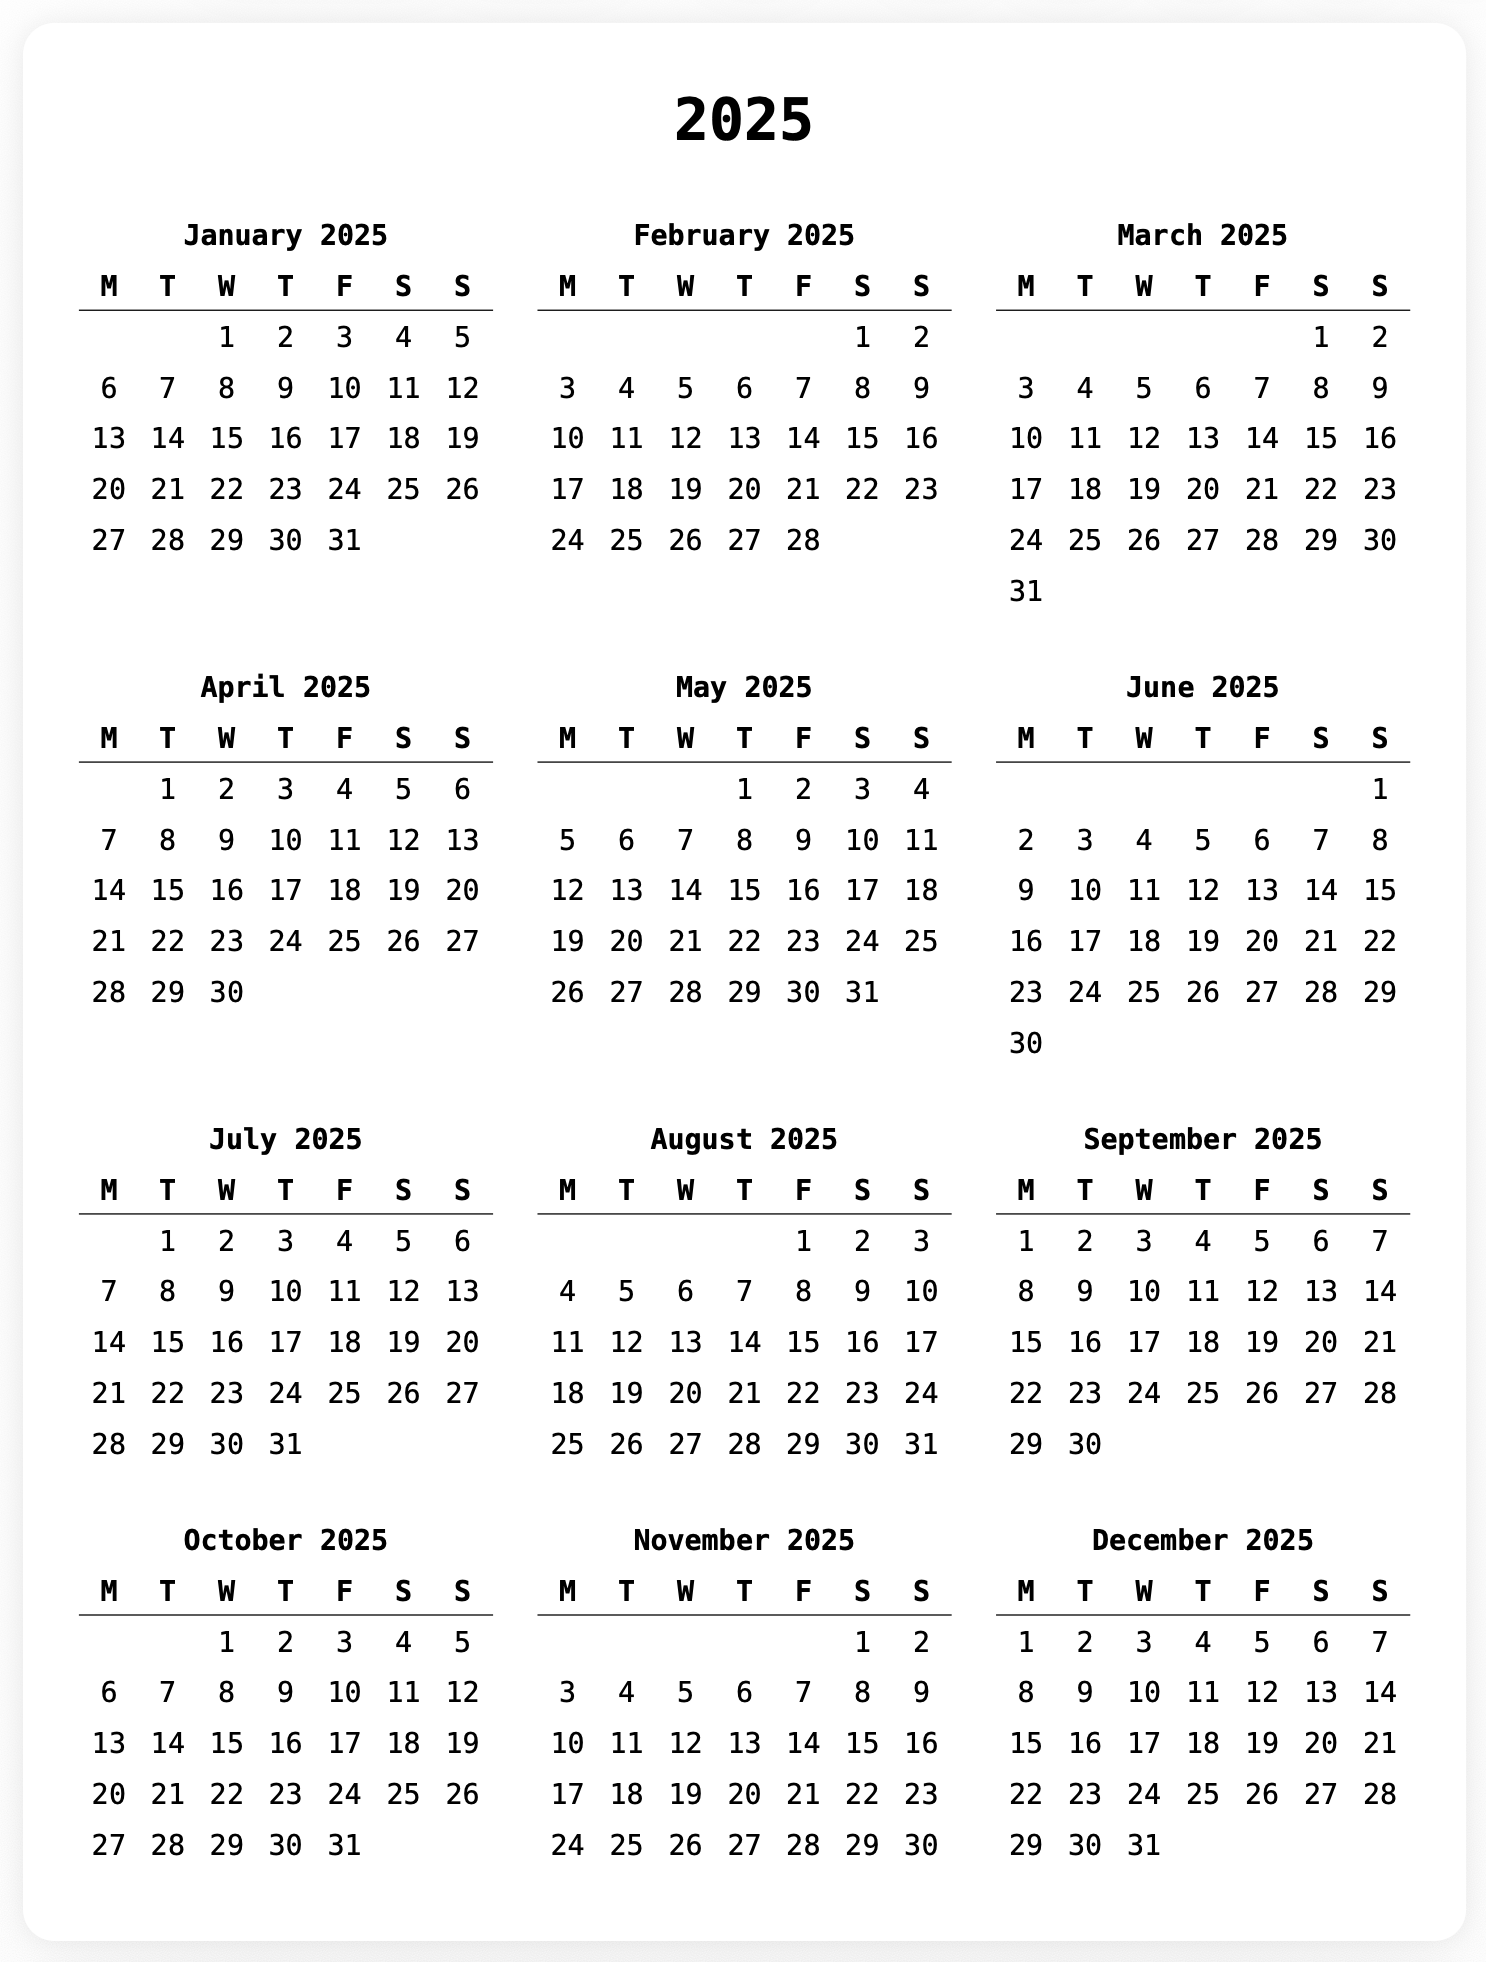 2025
January 2025
M T W T F S S
1 2 3 4 5
6 7 8 9 10 11 12
13 14 15 16 17 18 19
20 21 22 23 24 25 26
27 28 29 30 31
February 2025
M T W T F S S
1 2
3 4 5 6 7 8 9
10 11 12 13 14 15 16
17 18 19 20 21 22 23
24 25 26 27 28
March 2025
M T W T F S S
1 2
3 4 5 6 7 8 9
10 11 12 13 14 15 16
17 18 19 20 21 22 23
24 25 26 27 28 29 30
31
April 2025
M T W T F S S
1 2 3 4 5 6
7 8 9 10 11 12 13
14 15 16 17 18 19 20
21 22 23 24 25 26 27
28 29 30
May 2025
M T W T F S S
1 2 3 4
5 6 7 8 9 10 11
12 13 14 15 16 17 18
19 20 21 22 23 24 25
26 27 28 29 30 31
June 2025
M T W T F S S
1
2 3 4 5 6 7 8
9 10 11 12 13 14 15
16 17 18 19 20 21 22
23 24 25 26 27 28 29
30
July 2025
M T W T F S S
1 2 3 4 5 6
7 8 9 10 11 12 13
14 15 16 17 18 19 20
21 22 23 24 25 26 27
28 29 30 31
August 2025
M T W T F S S
1 2 3
4 5 6 7 8 9 10
11 12 13 14 15 16 17
18 19 20 21 22 23 24
25 26 27 28 29 30 31
September 2025
M T W T F S S
1 2 3 4 5 6 7
8 9 10 11 12 13 14
15 16 17 18 19 20 21
22 23 24 25 26 27 28
29 30
October 2025
M T W T F S S
1 2 3 4 5
6 7 8 9 10 11 12
13 14 15 16 17 18 19
20 21 22 23 24 25 26
27 28 29 30 31
November 2025
M T W T F S S
1 2
3 4 5 6 7 8 9
10 11 12 13 14 15 16
17 18 19 20 21 22 23
24 25 26 27 28 29 30
December 2025
M T W T F S S
1 2 3 4 5 6 7
8 9 10 11 12 13 14
15 16 17 18 19 20 21
22 23 24 25 26 27 28
29 30 31